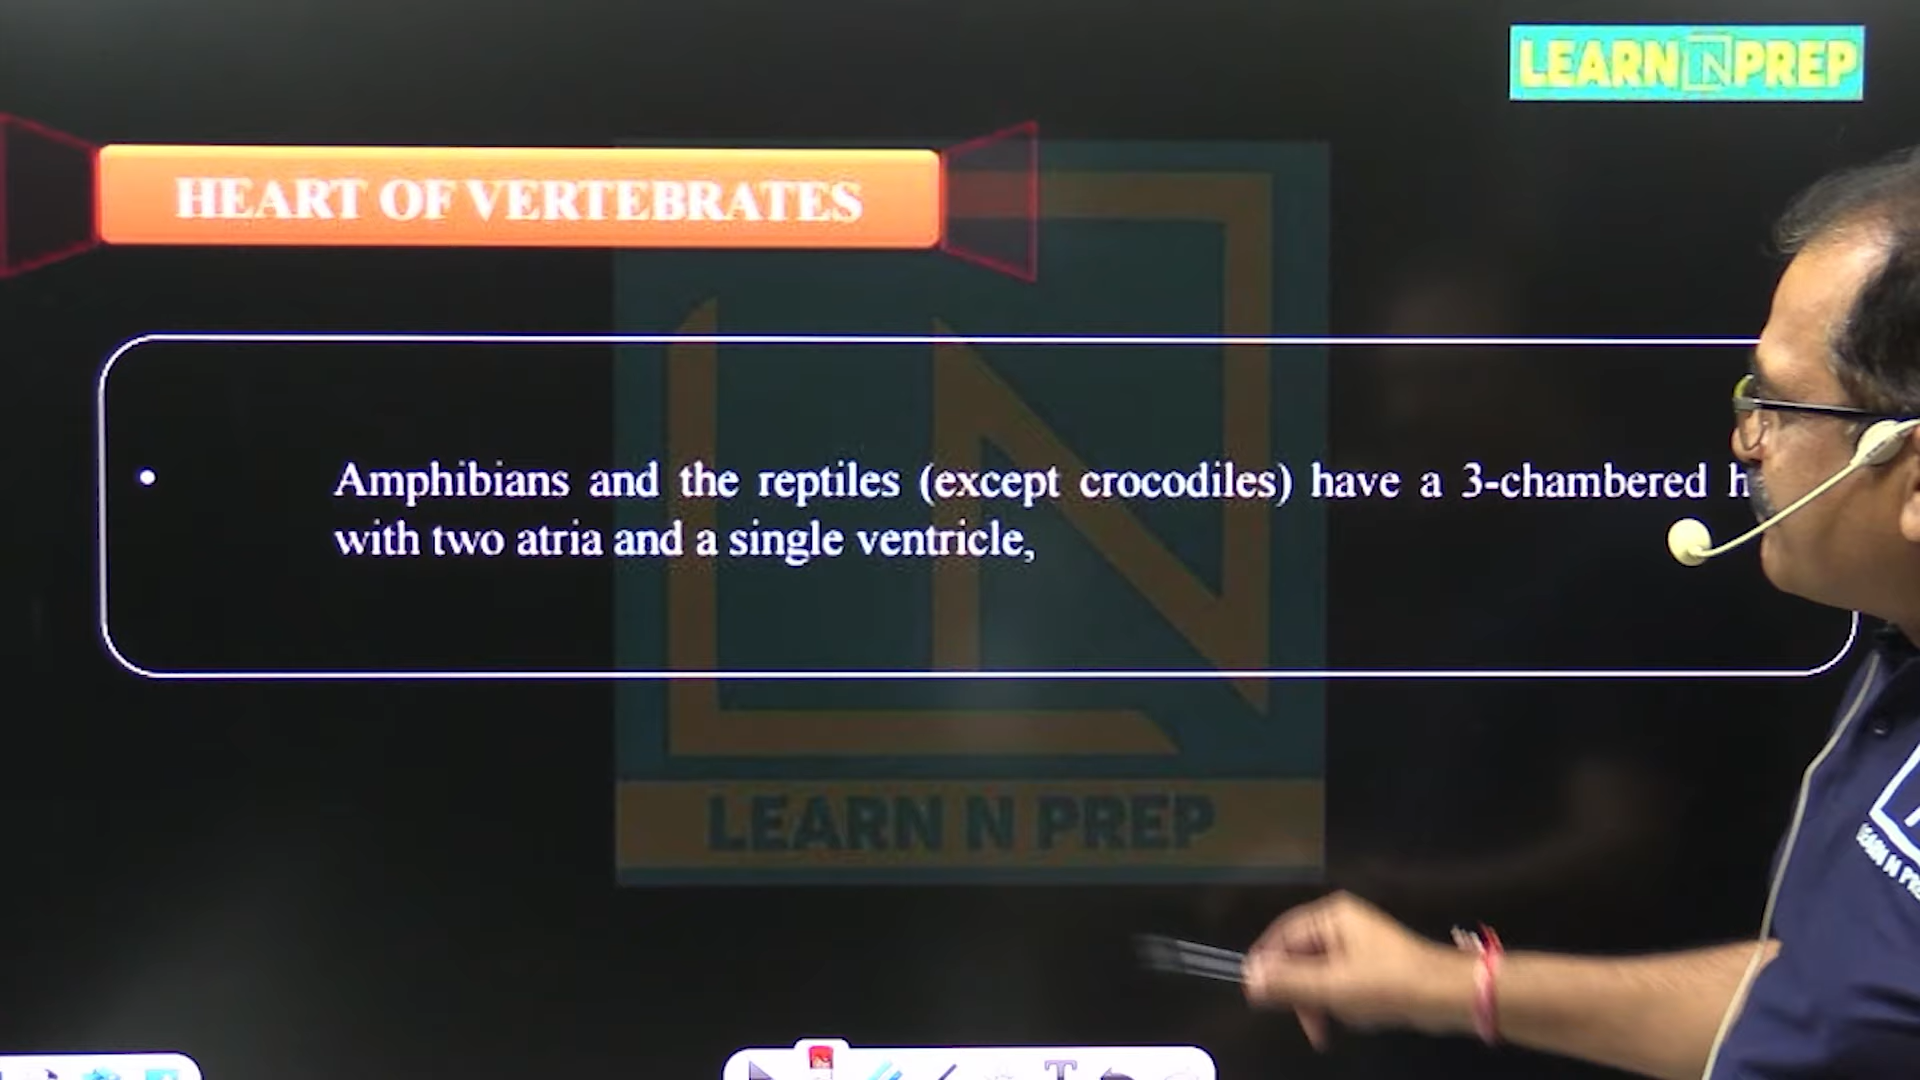 LEARN N PREP
HEART OF VERTEBRATES
• Amphibians and the reptiles (except crocodiles) have a 3-chambered
with two atria and a single ventricle,
LEARN N PREP
LEARN N